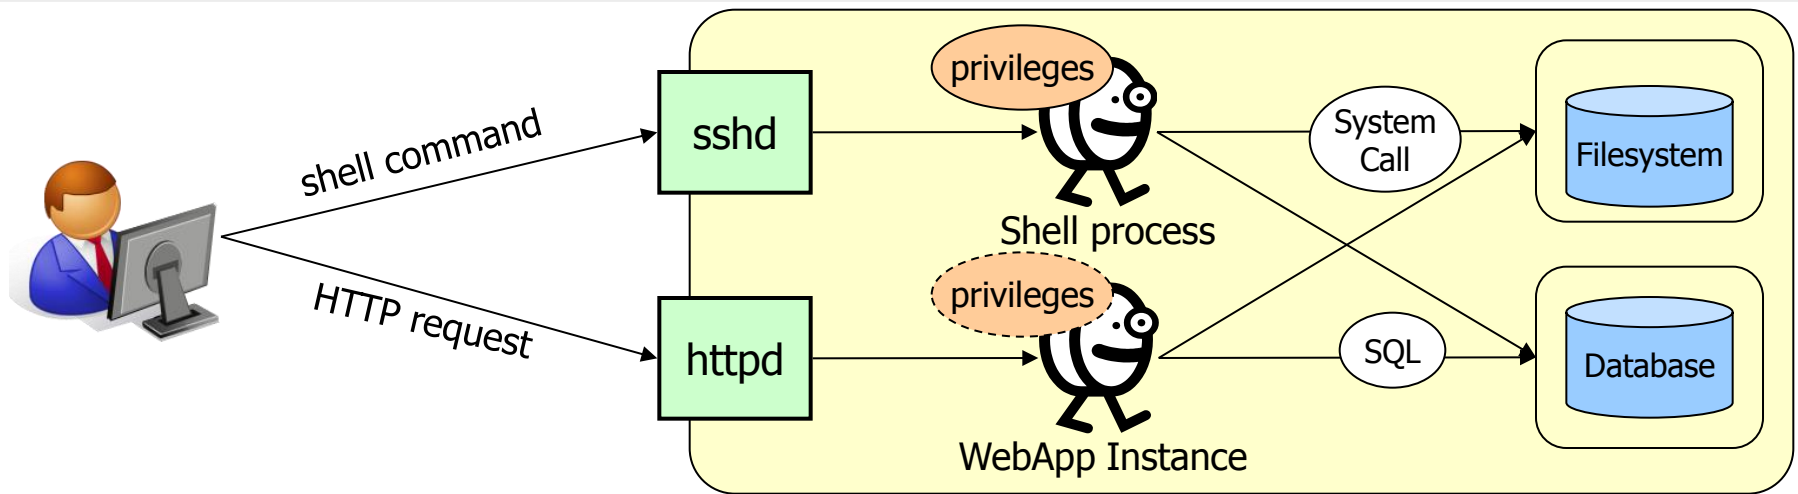 shell command
HTTP request
sshd
httpd
privileges
Shell process
privileges
WebApp Instance
System
Call
SQL
Filesystem
Database